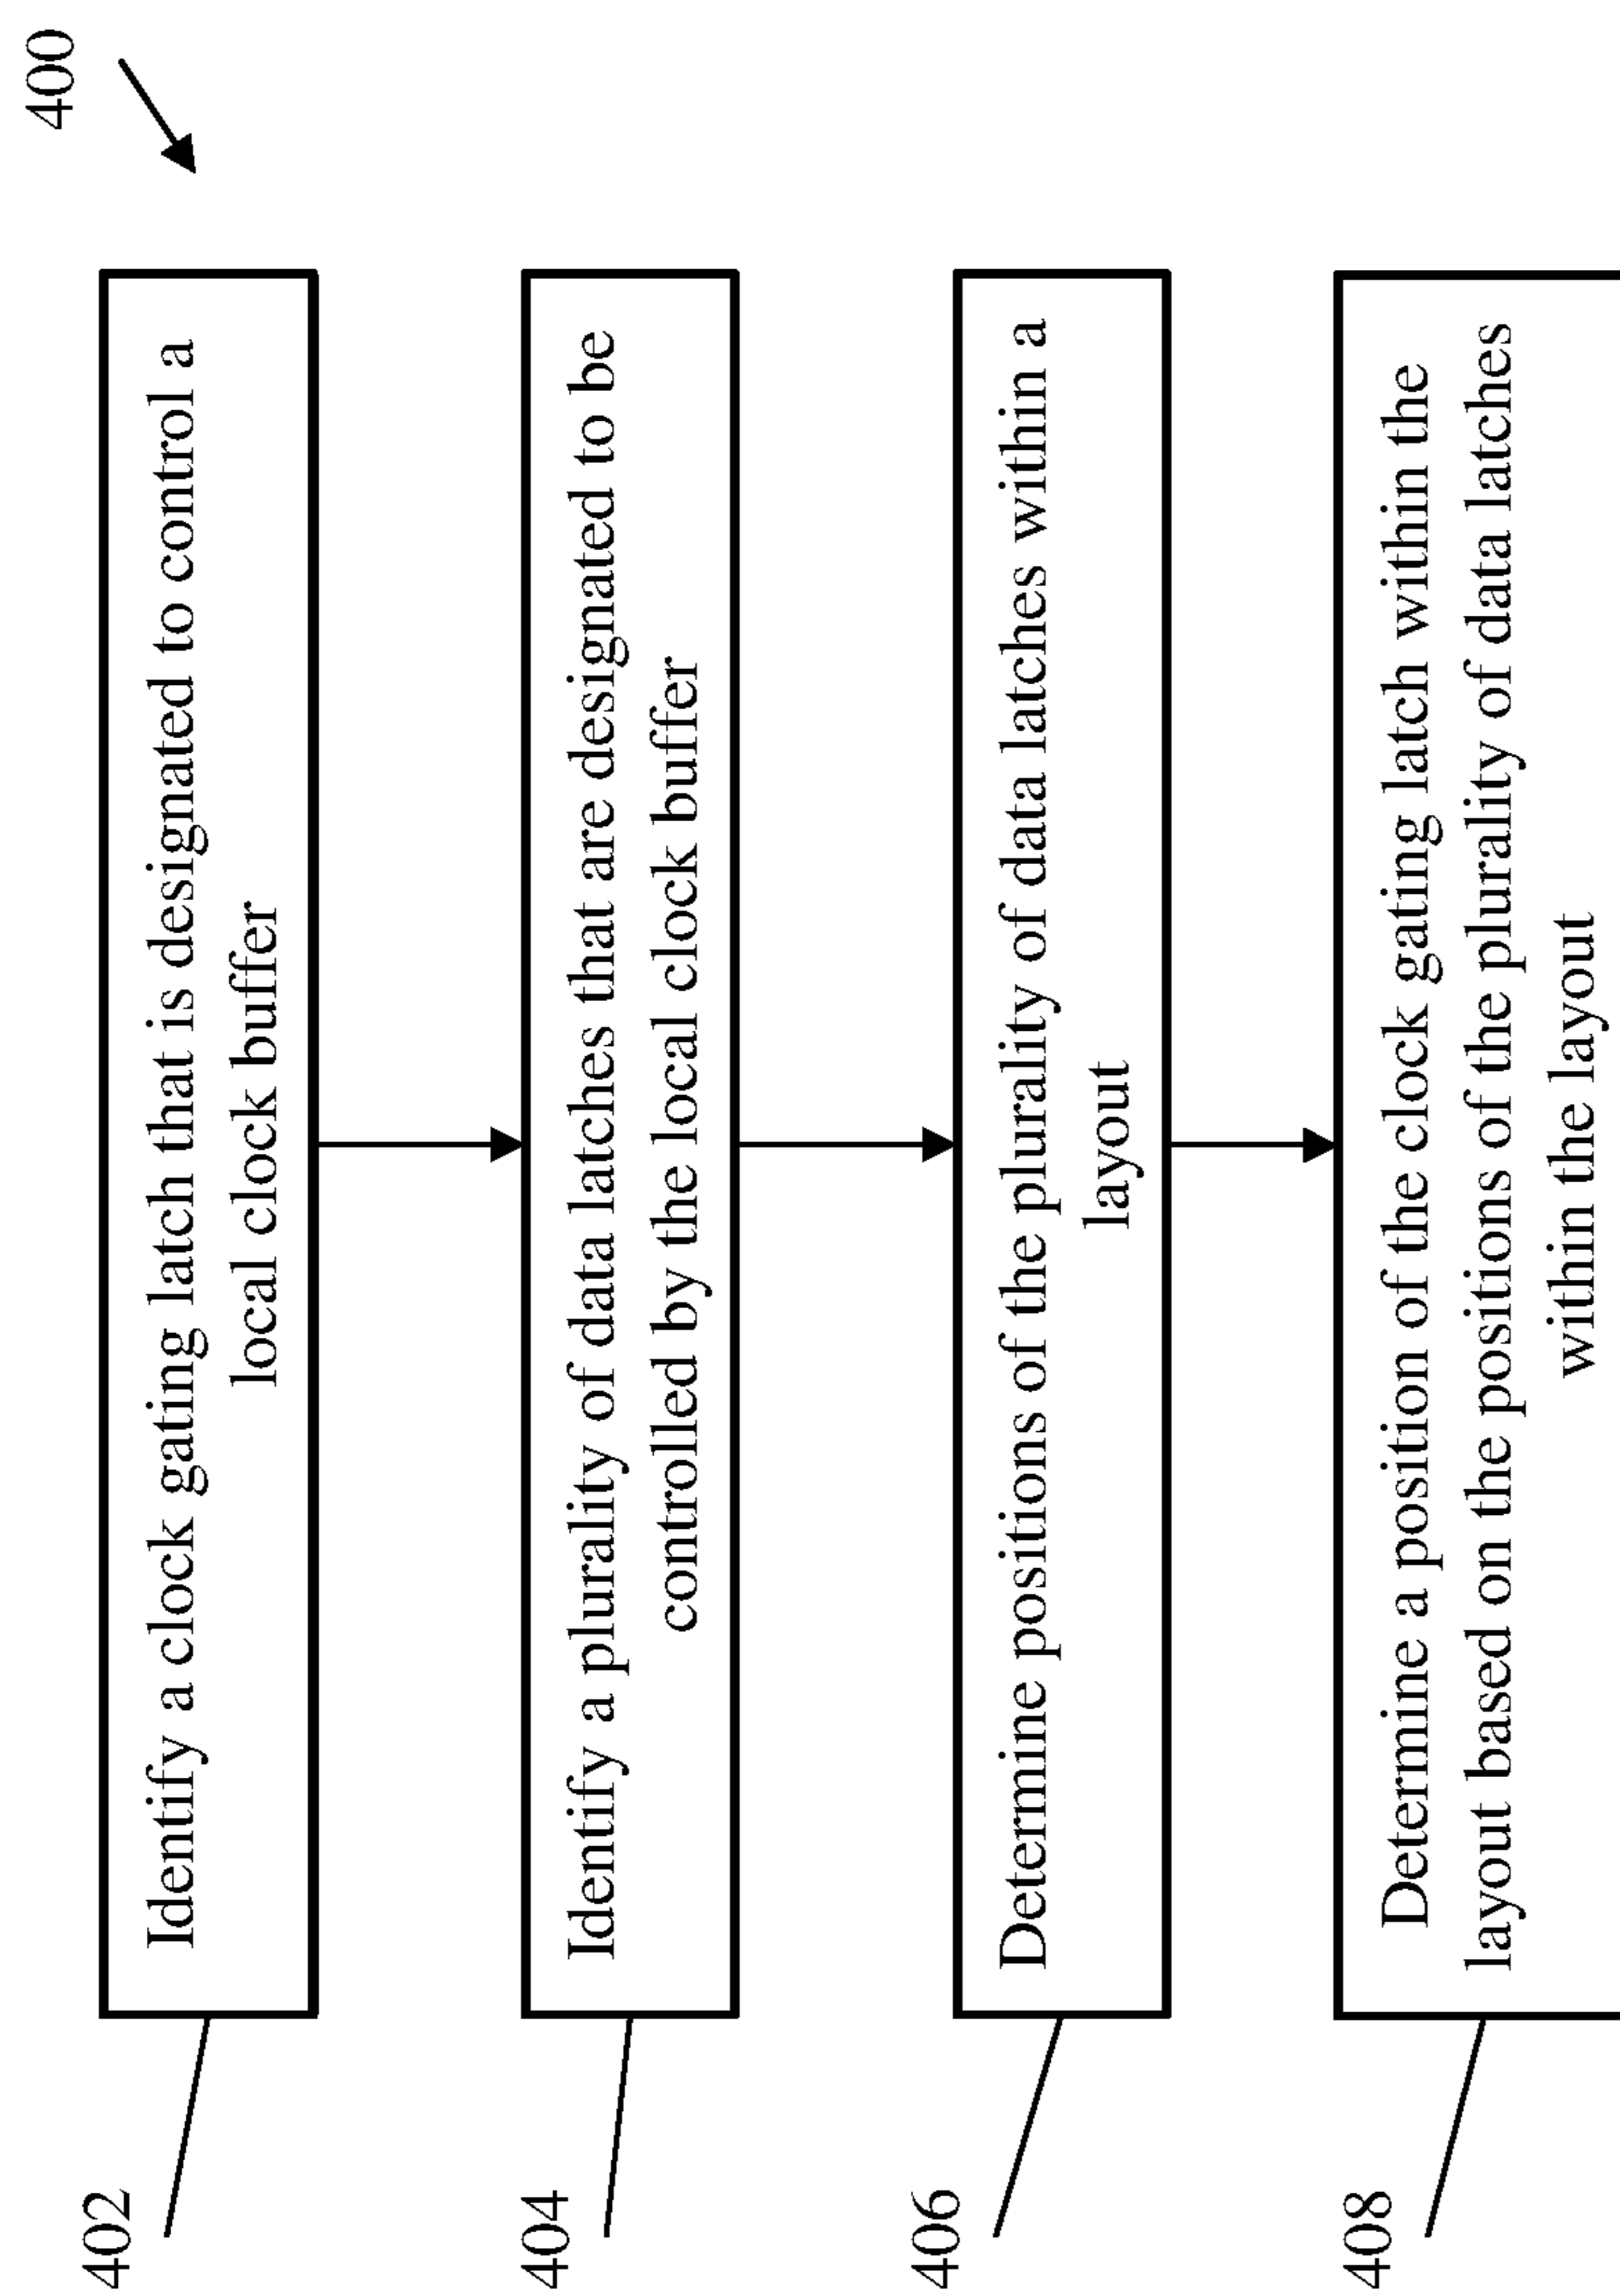 400
402
Identify a clock gating latch that is designated to control a
local clock buffer
404
Identify a plurality of data latches that are designated to be
controlled by the local clock buffer
406
Determine positions of the plurality of data latches within a
layout
408
Determine a position of the clock gating latch within the
layout based on the positions of the plurality of data latches
within the layout